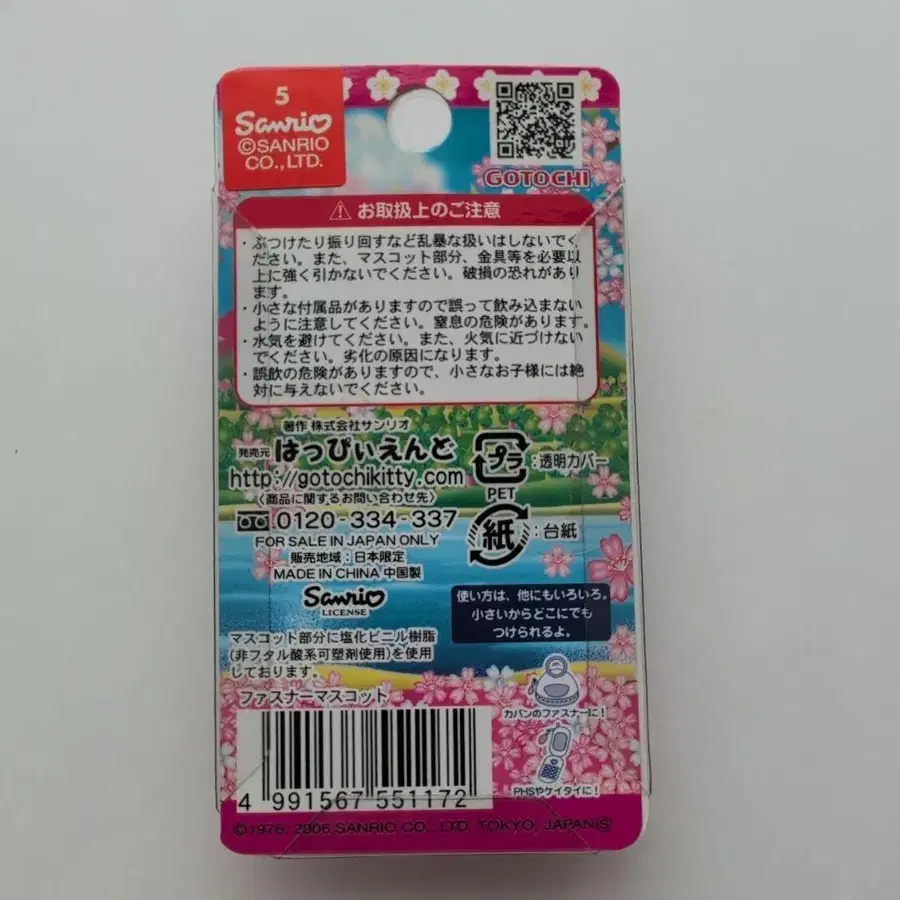 5
Sanrio
©SANRIO
CO.,LTD.
GOTOCHI
お取扱上のご注意
・ぶつけたり振り回すなど乱暴な扱いはしないでく
ださい。また、マスコット部分、金具等を必要以
上に強く引かないでください。破損の恐れがあり
ます。
・小さな付属品がありますので誤って飲み込まない
ように注意してください。窒息の危険があります。
・水気を避けてください。また、火気に近づけない
でください。劣化の原因になります。
・誤飲の危険がありますので、小さなお子様には絶
対に与えないでください。
著作 株式会社サンリオ
発売元 はっぴぃえんど
http://gotochikitty.com
〈商品に関するお問い合わせ先〉
0120-334-337
FOR SALE IN JAPAN ONLY
販売地域：日本限定
MADE IN CHINA 中国製
Sanrio
LICENSE
プラ :透明カバー
PET
紙 :台紙
使い方は、他にもいろいろ。
小さいからどこにでも
つけられるよ。
マスコット部分に塩化ビニル樹脂
(非フタル酸系可塑剤使用)を使用
しております。
ファスナーマスコット
カバンのファスナーに!
PHSやケイタイに!
4 991567 551172
©1976, 2006 SANRIO CO., LTD. TOKYO, JAPAN Ⓢ